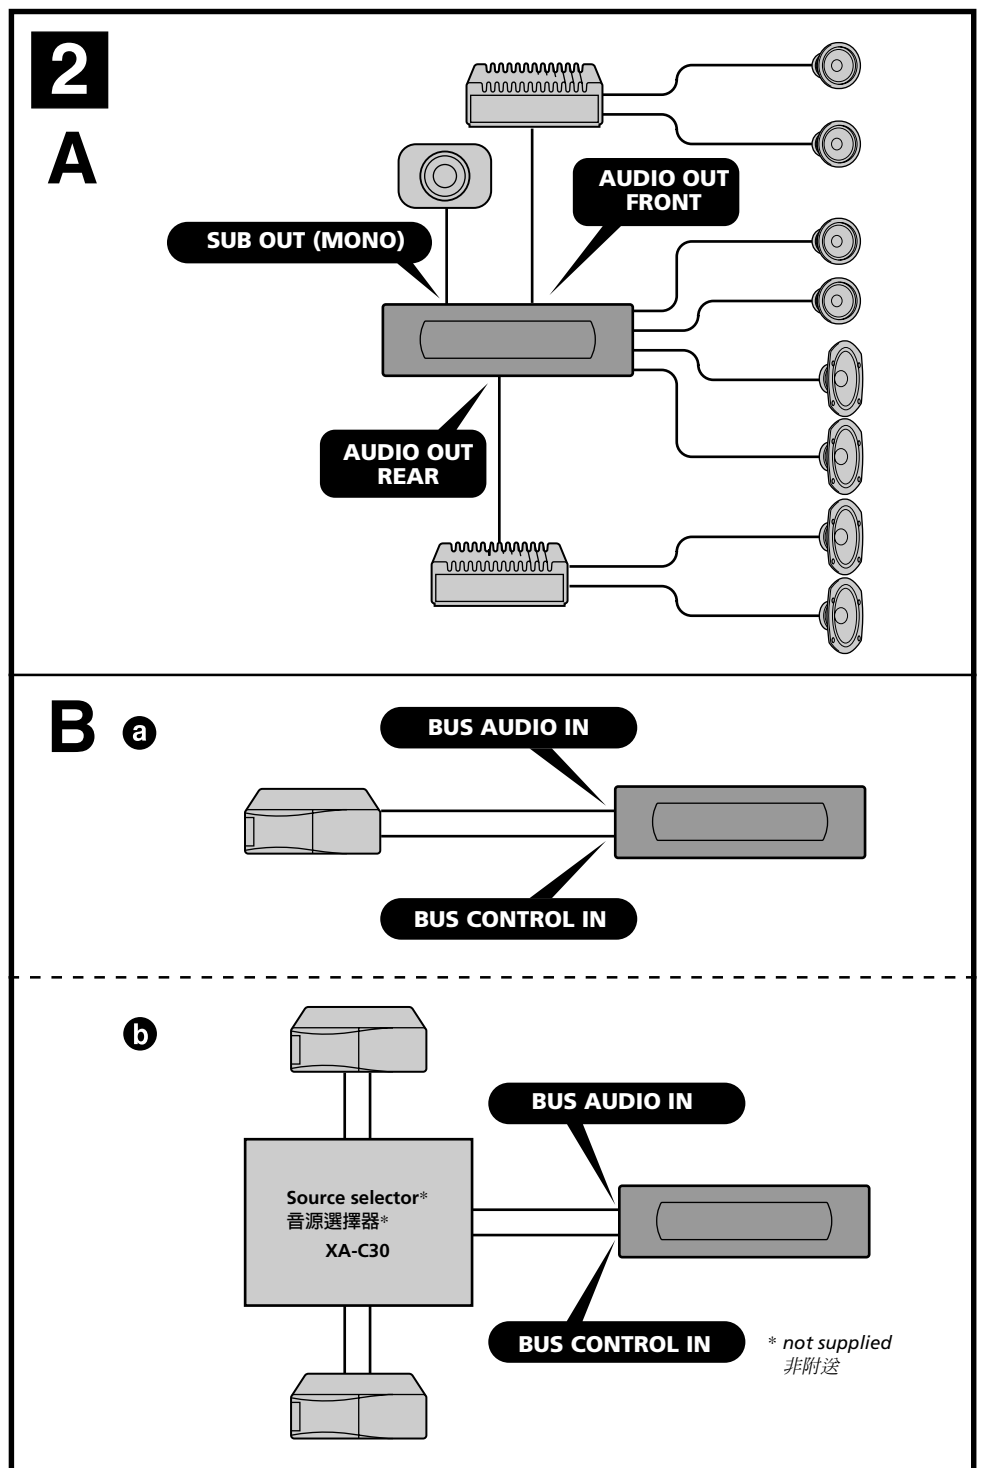 2
A
AUDIO OUT
FRONT
SUB OUT (MONO)
AUDIO OUT
REAR
B
a
BUS AUDIO IN
BUS CONTROL IN
b
BUS AUDIO IN
Source selector*
音源選擇器*
XA-C30
BUS CONTROL IN
* not supplied
非附送